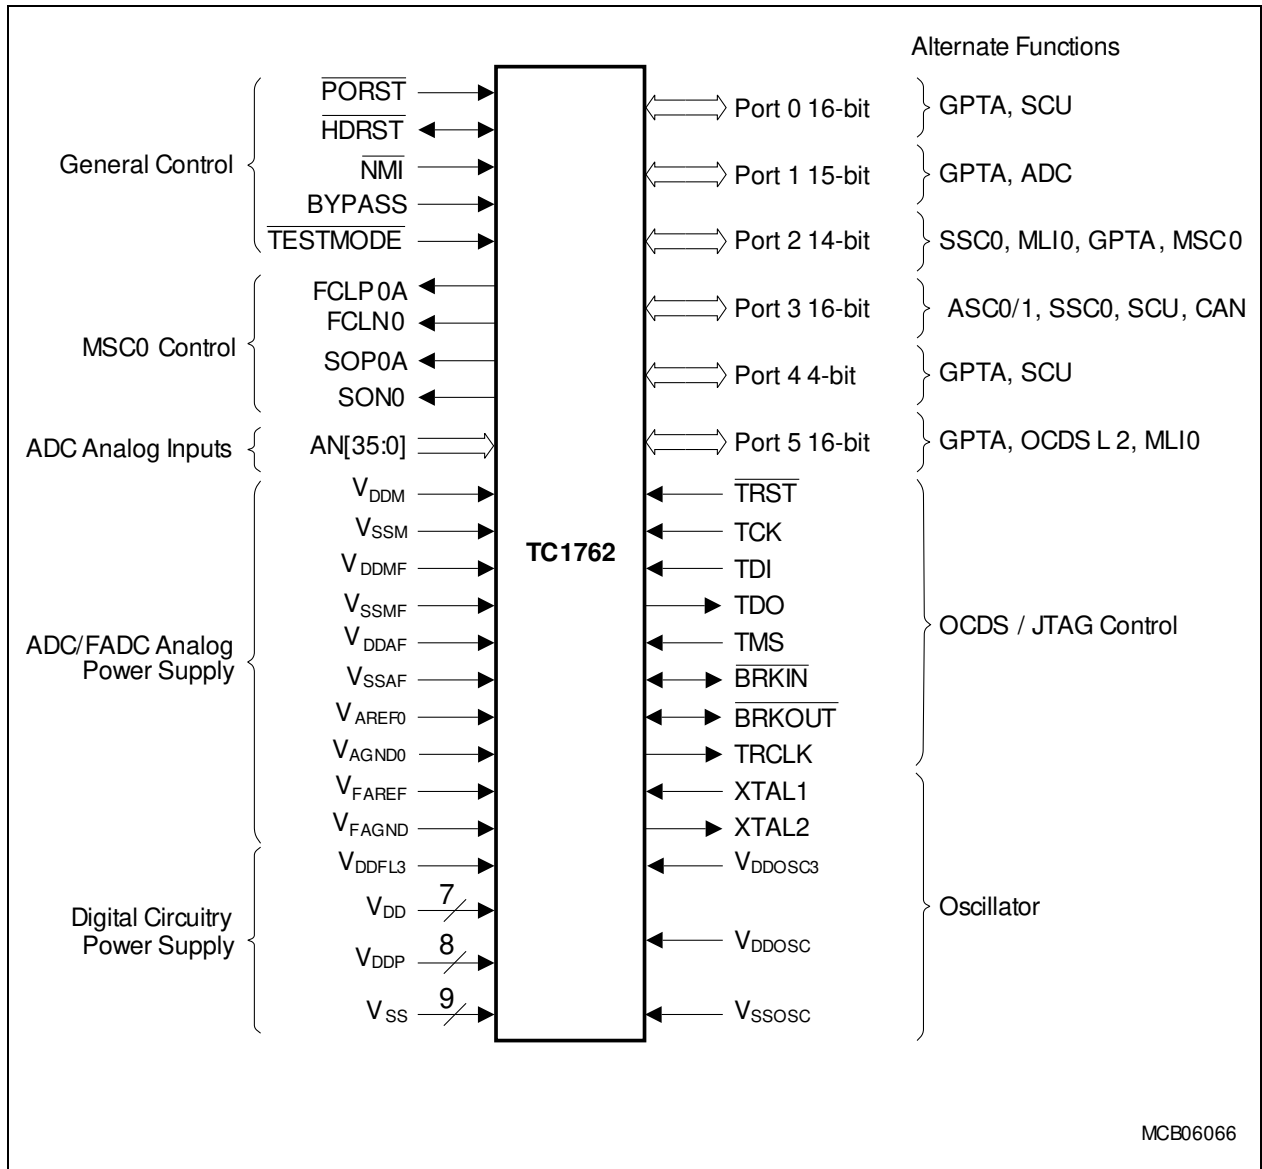 Alternate Functions
General Control
PORST
HDRST
NMI
BYPASS
TESTMODE
MSC0 Control
FCLP0A
FCLN0
SOP0A
SON0
ADC Analog Inputs
AN[35:0]
ADC/FADC Analog
Power Supply
VDDM
VSSM
VDDMF
VSSMF
VDDAF
VSSAF
VAREF0
VAGND0
VFAREF
VFAGND
Digital Circuitry
Power Supply
VDDFL3
VDD 7
VDDP 8
VSS 9
TC1762
Port 0 16-bit GPTA, SCU
Port 1 15-bit GPTA, ADC
Port 2 14-bit SSC0, MLI0, GPTA, MSC0
Port 3 16-bit ASC0/1, SSC0, SCU, CAN
Port 4 4-bit GPTA, SCU
Port 5 16-bit GPTA, OCDS L2, MLI0
TRST
TCK
TDI
TDO
TMS
BRKIN
BRKOUT
TRCLK
OCDS / JTAG Control
XTAL1
XTAL2
VDDOSC3
VDDOSC
VSSOSC
Oscillator
MCB06066